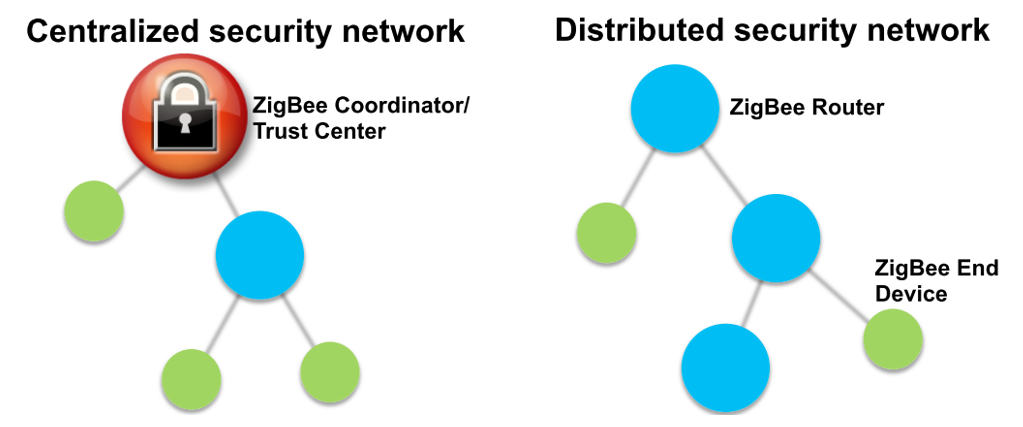 Centralized security network
ZigBee Coordinator/
Trust Center
Distributed security network
ZigBee Router
ZigBee End
Device